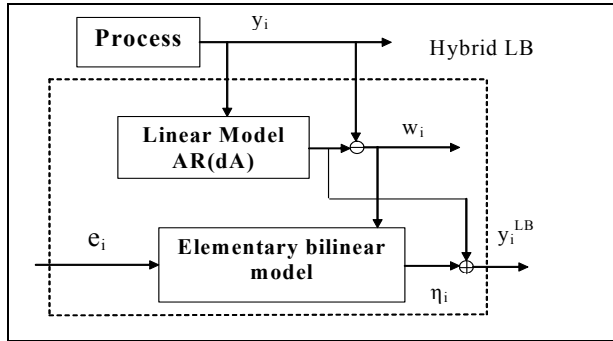 Process
y_i
Hybrid LB
Linear Model
AR(dA)
w_i
e_i
Elementary bilinear
model
η_i
y_i^LB